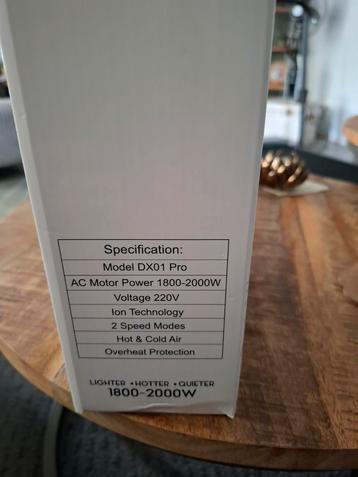 Specification:
Model DX01 Pro
AC Motor Power 1800-2000W
Voltage 220V
Ion Technology
2 Speed Modes
Hot & Cold Air
Overheat Protection
LIGHTER • HOTTER • QUIETER
1800-2000W